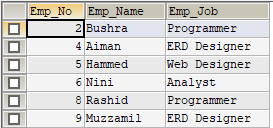 Emp_No Emp_Name Emp_Job
2 Bushra Programmer
4 Aiman ERD Designer
5 Hammed Web Designer
6 Nini Analyst
8 Rashid Programmer
9 Muzzamil ERD Designer